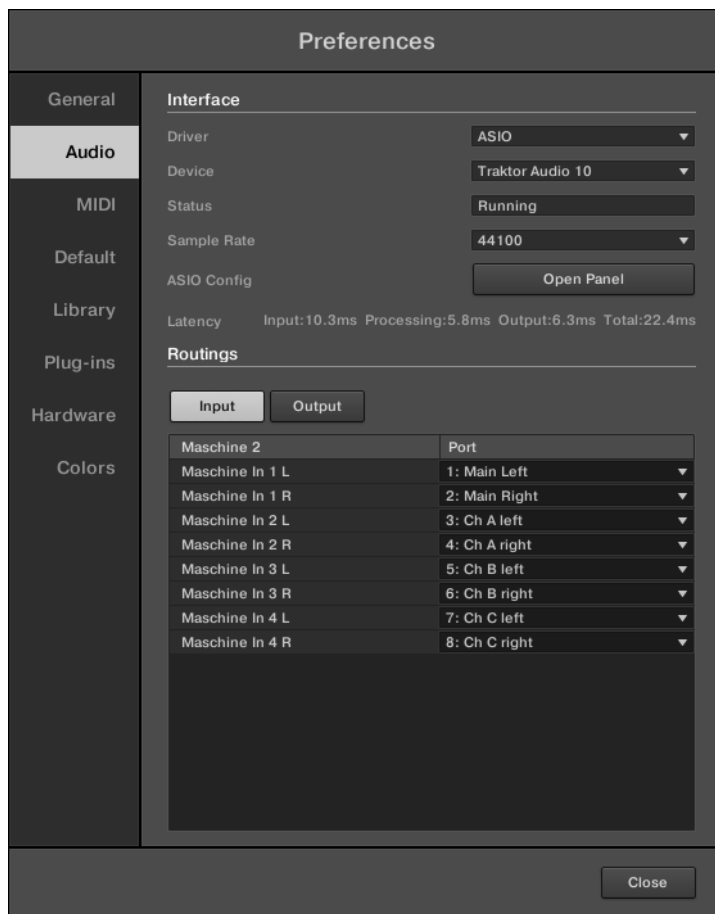 Preferences
General
Audio
MIDI
Default
Library
Plug-ins
Hardware
Colors
Interface
Driver ASIO
Device Traktor Audio 10
Status Running
Sample Rate 44100
ASIO Config Open Panel
Latency Input:10.3ms Processing:5.8ms Output:6.3ms Total:22.4ms
Routings
Input Output
Maschine 2 Port
Maschine In 1 L 1: Main Left
Maschine In 1 R 2: Main Right
Maschine In 2 L 3: Ch A left
Maschine In 2 R 4: Ch A right
Maschine In 3 L 5: Ch B left
Maschine In 3 R 6: Ch B right
Maschine In 4 L 7: Ch C left
Maschine In 4 R 8: Ch C right
Close